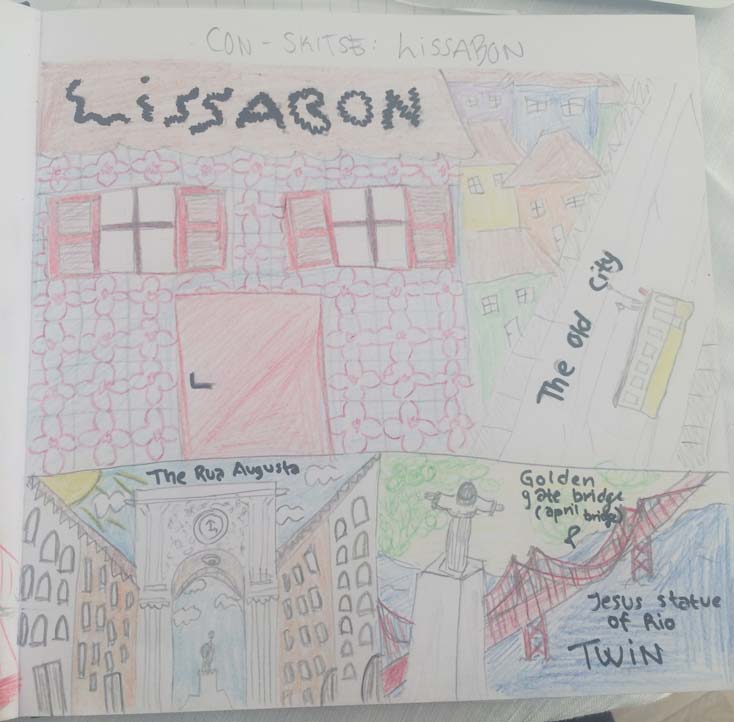 CON-SKITSE: LISSABON
LISSABON
The old city
The Rua Augusta
Golden
gate bridge
(april bridge)
&
Jesus statue
of Rio
TWIN